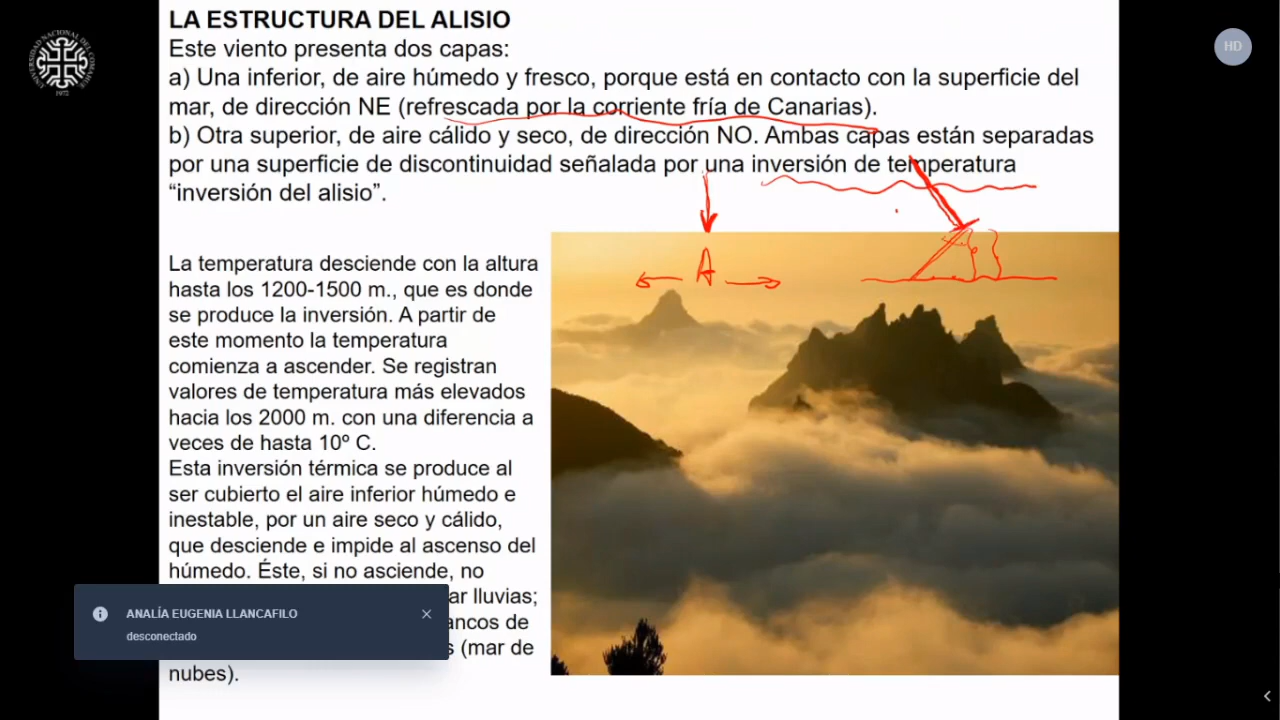 LA ESTRUCTURA DEL ALISIO
Este viento presenta dos capas:
a) Una inferior, de aire húmedo y fresco, porque está en contacto con la superficie del
mar, de dirección NE (refrescada por la corriente fría de Canarias).
b) Otra superior, de aire cálido y seco, de dirección NO. Ambas capas están separadas
por una superficie de discontinuidad señalada por una inversión de temperatura
“inversión del alisio”.
HD
UNIVERSIDAD NACIONAL DEL COMAHUE
1972
A
La temperatura desciende con la altura
hasta los 1200-1500 m., que es donde
se produce la inversión. A partir de
este momento la temperatura
comienza a ascender. Se registran
valores de temperatura más elevados
hacia los 2000 m. con una diferencia a
veces de hasta 10º C.
Esta inversión térmica se produce al
ser cubierto el aire inferior húmedo e
inestable, por un aire seco y cálido,
que desciende e impide al ascenso del
húmedo. Éste, si no asciende, no
ar lluvias;
ancos de
s (mar de
nubes).
ANALÍA EUGENIA LLANCAFILO
desconectado